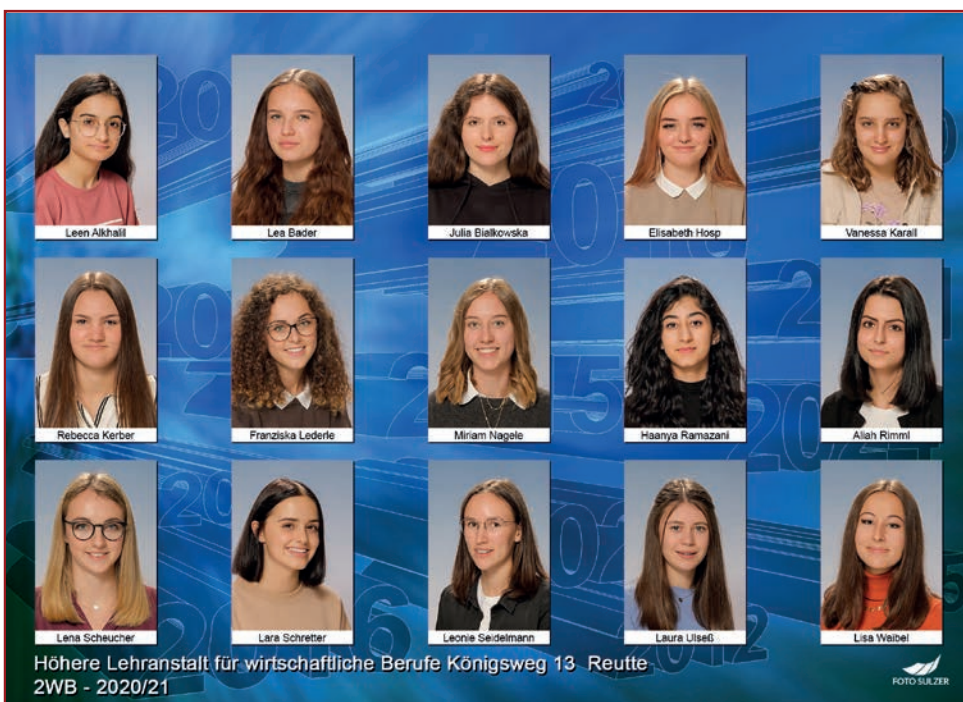 Leen Alkhalil
Lea Bader
Julia Bialkowska
Elisabeth Hosp
Vanessa Karall
Rebecca Kerber
Franziska Lederle
Miriam Nagele
Haanya Ramazani
Aliah Rimml
Lena Scheucher
Lara Schretter
Leonie Seidelmann
Laura Ulseß
Lisa Waibel
Höhere Lehranstalt für wirtschaftliche Berufe Königsweg 13 Reutte
2WB - 2020/21
FOTO SULZER